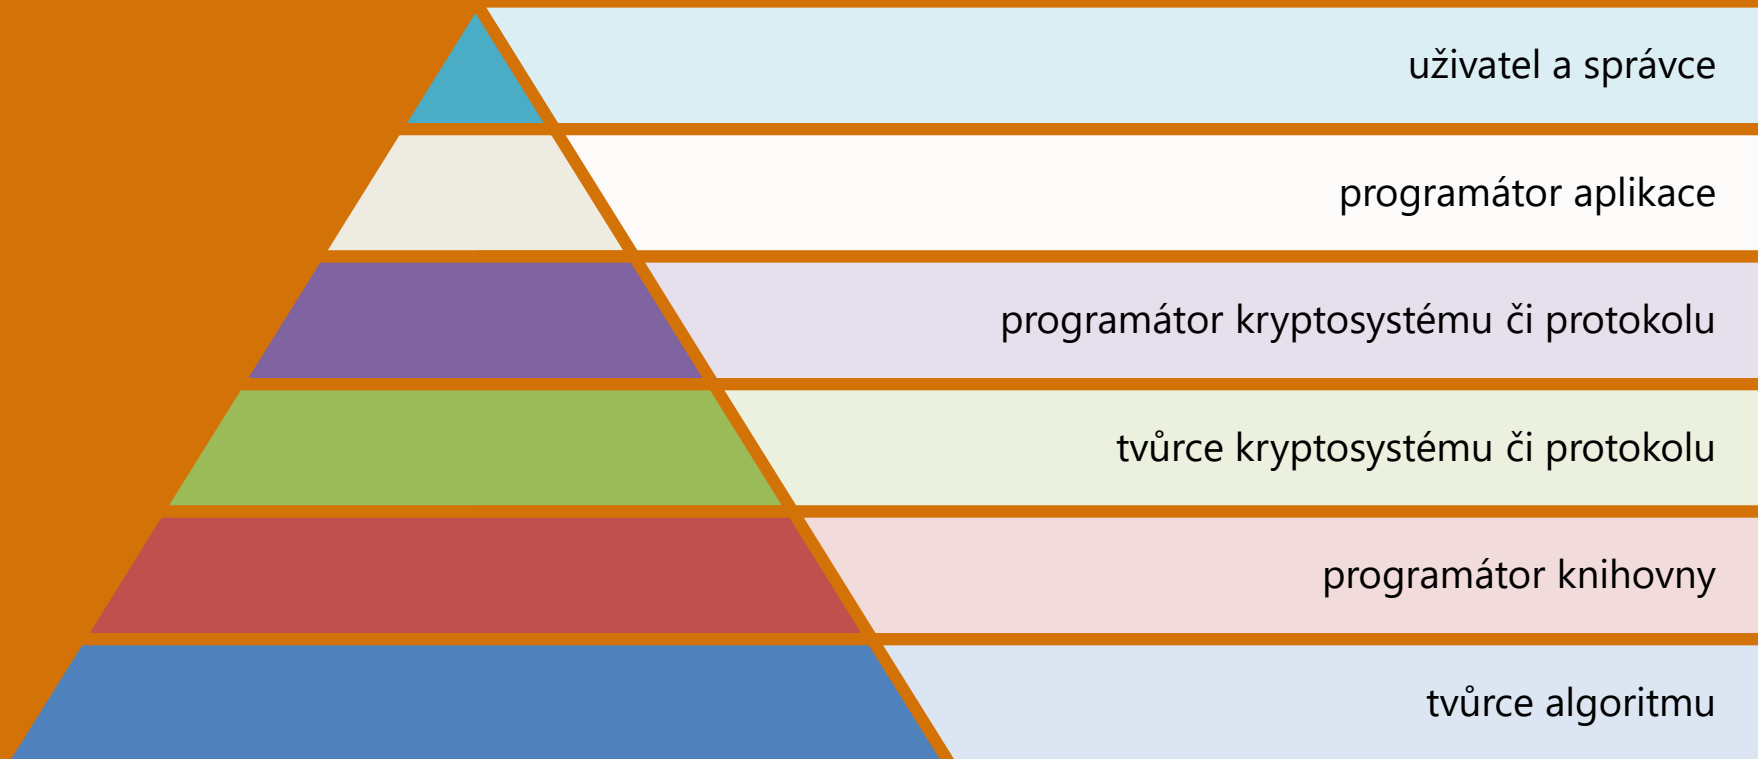 uživatel a správce
programátor aplikace
programátor kryptosystému či protokolu
tvůrce kryptosystému či protokolu
programátor knihovny
tvůrce algoritmu